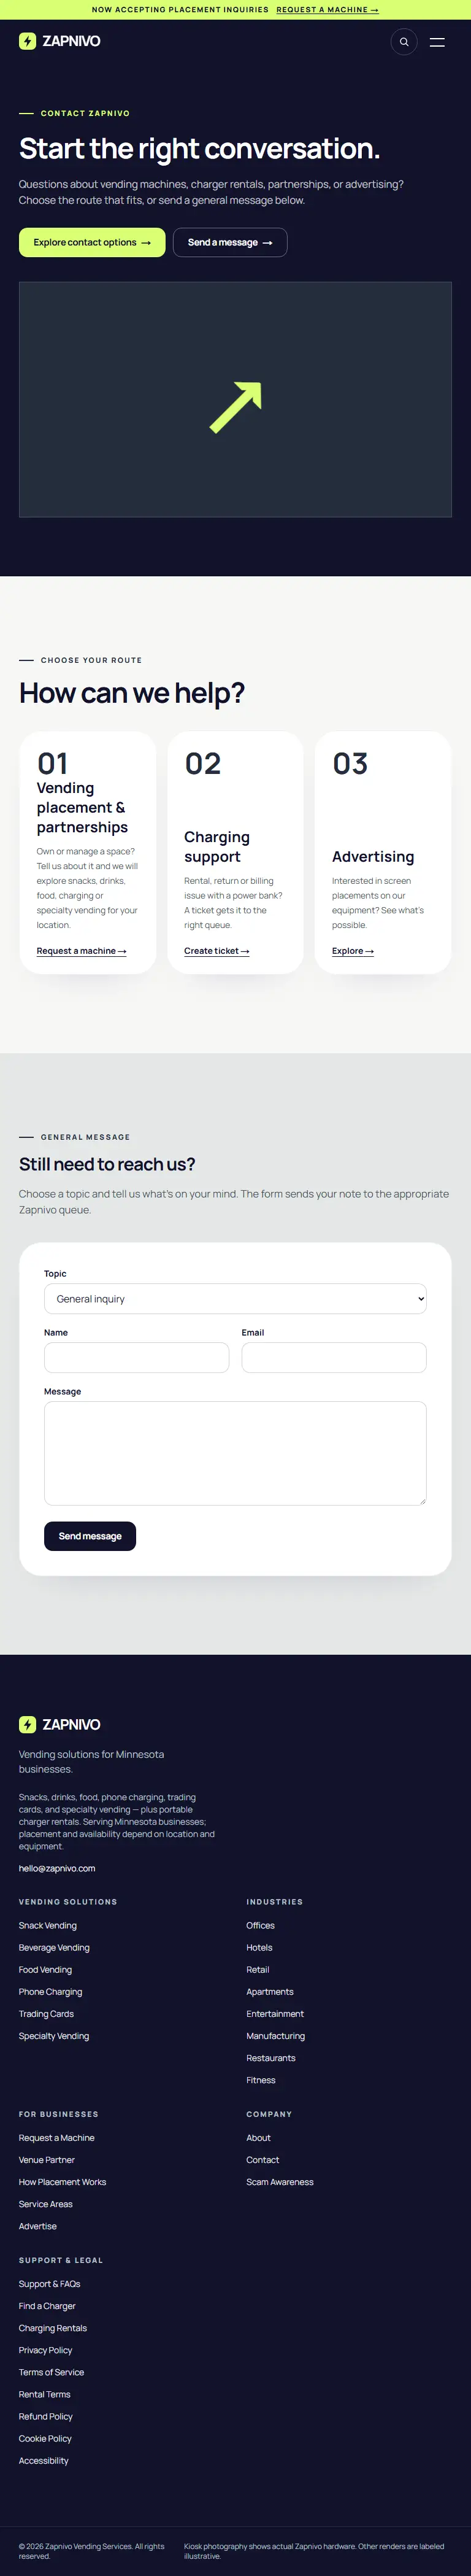 NOW ACCEPTING PLACEMENT INQUIRIES REQUEST A MACHINE →
ZAPNIVO
CONTACT ZAPNIVO
Start the right conversation.
Questions about vending machines, charger rentals, partnerships, or advertising?
Choose the route that fits, or send a general message below.
Explore contact options →
Send a message →
CHOOSE YOUR ROUTE
How can we help?
01
Vending
placement &
partnerships
Own or manage a space?
Tell us about it and we will
explore snacks, drinks,
food, charging or
specialty vending for your
location.
Request a machine →
02
Charging
support
Rental, return or billing
issue with a power bank?
A ticket gets it to the
right queue.
Create ticket →
03
Advertising
Interested in screen
placements on our
equipment? See what's
possible.
Explore →
GENERAL MESSAGE
Still need to reach us?
Choose a topic and tell us what's on your mind. The form sends your note to the appropriate
Zapnivo queue.
Topic
General inquiry
Name
Email
Message
Send message
ZAPNIVO
Vending solutions for Minnesota
businesses.
Snacks, drinks, food, phone charging, trading
cards, and specialty vending — plus portable
charger rentals. Serving Minnesota businesses;
placement and availability depend on location and
equipment.
hello@zapnivo.com
VENDING SOLUTIONS
Snack Vending
Beverage Vending
Food Vending
Phone Charging
Trading Cards
Specialty Vending
INDUSTRIES
Offices
Hotels
Retail
Apartments
Entertainment
Manufacturing
Restaurants
Fitness
FOR BUSINESSES
Request a Machine
Venue Partner
How Placement Works
Service Areas
Advertise
COMPANY
About
Contact
Scam Awareness
SUPPORT & LEGAL
Support & FAQs
Find a Charger
Charging Rentals
Privacy Policy
Terms of Service
Rental Terms
Refund Policy
Cookie Policy
Accessibility
© 2026 Zapnivo Vending Services. All rights
reserved.
Kiosk photography shows actual Zapnivo hardware. Other renders are labeled
illustrative.